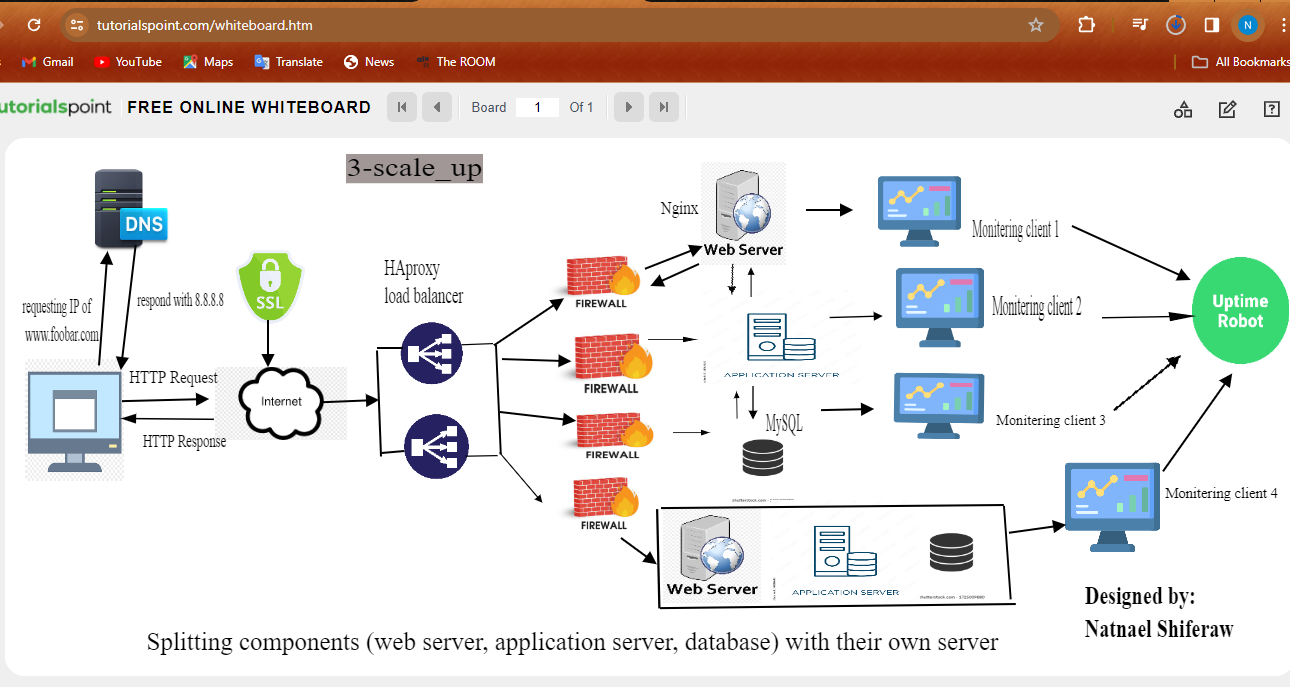 tutorialspoint.com/whiteboard.htm
N
Gmail
YouTube
Maps
Translate
News
The ROOM
All Bookmarks
utorialspoint
FREE ONLINE WHITEBOARD
Board 1 Of 1
3-scale_up
DNS
requesting IP of
www.foobar.com
respond with 8.8.8.8
SSL
HTTP Request
HTTP Response
Internet
HAproxy
load balancer
FIREWALL
FIREWALL
FIREWALL
FIREWALL
Nginx
Web Server
APPLICATION SERVER
MySQL
Monitering client 1
Monitering client 2
Monitering client 3
Monitering client 4
Uptime
Robot
Web Server
APPLICATION SERVER
Designed by:
Natnael Shiferaw
Splitting components (web server, application server, database) with their own server